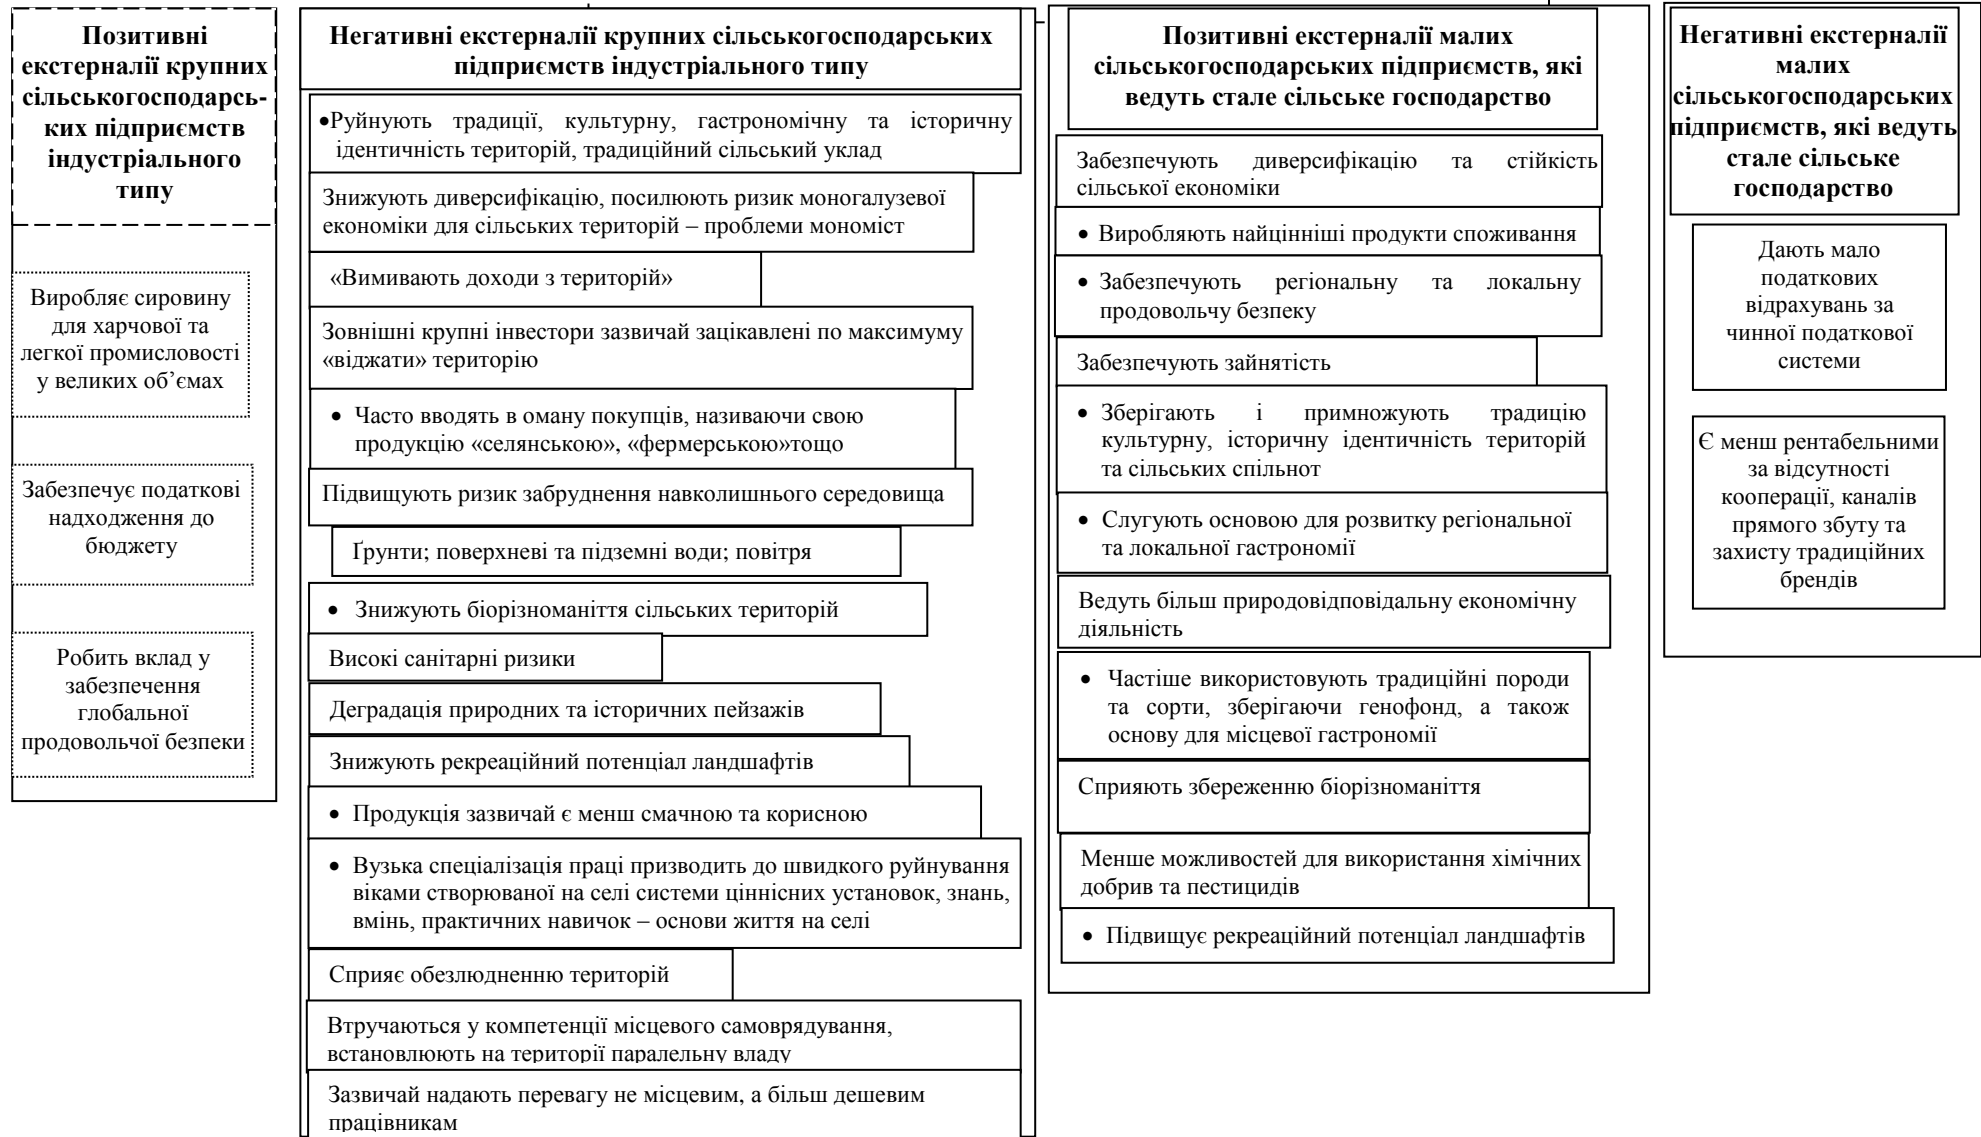 Позитивні
екстерналії крупних
сільськогосподарсь-
ких підприємств
індустріального
типу
Виробляє сировину
для харчової та
легкої промисловості
у великих об’ємах
Забезпечує податкові
надходження до
бюджету
Робить вклад у
забезпечення
глобальної
продовольчої безпеки
Негативні екстерналії крупних сільськогосподарських
підприємств індустріального типу
•Руйнують традиції, культурну, гастрономічну та історичну
ідентичність територій, традиційний сільський уклад
Знижують диверсифікацію, посилюють ризик моногалузевої
економіки для сільських територій – проблеми мономіст
«Вимивають доходи з територій»
Зовнішні крупні інвестори зазвичай зацікавлені по максимуму
«віджати» територію
• Часто вводять в оману покупців, називаючи свою
продукцію «селянською», «фермерською»тощо
Підвищують ризик забруднення навколишнього середовища
Ґрунти; поверхневі та підземні води; повітря
• Знижують біорізноманіття сільських територій
Високі санітарні ризики
Деградація природних та історичних пейзажів
Знижують рекреаційний потенціал ландшафтів
• Продукція зазвичай є менш смачною та корисною
• Вузька спеціалізація праці призводить до швидкого руйнування
віками створюваної на селі системи ціннісних установок, знань,
вмінь, практичних навичок – основи життя на селі
Сприяє обезлюдненню територій
Втручаються у компетенції місцевого самоврядування,
встановлюють на території паралельну владу
Зазвичай надають перевагу не місцевим, а більш дешевим
працівникам
Позитивні екстерналії малих
сільськогосподарських підприємств, які
ведуть стале сільське господарство
Забезпечують диверсифікацію та стійкість
сільської економіки
• Виробляють найцінніші продукти споживання
• Забезпечують регіональну та локальну
продовольчу безпеку
Забезпечують зайнятість
• Зберігають і примножують традицію
культурну, історичну ідентичність територій
та сільських спільнот
• Слугують основою для розвитку регіональної
та локальної гастрономії
Ведуть більш природовідповідальну економічну
діяльність
• Частіше використовують традиційні породи
та сорти, зберігаючи генофонд, а також
основу для місцевої гастрономії
Сприяють збереженню біорізноманіття
Менше можливостей для використання хімічних
добрив та пестицидів
• Підвищує рекреаційний потенціал ландшафтів
Негативні екстерналії
малих
сільськогосподарських
підприємств, які ведуть
стале сільське
господарство
Дають мало
податкових
відрахувань за
чинної податкової
системи
Є менш рентабельними
за відсутності
кооперації, каналів
прямого збуту та
захисту традиційних
брендів